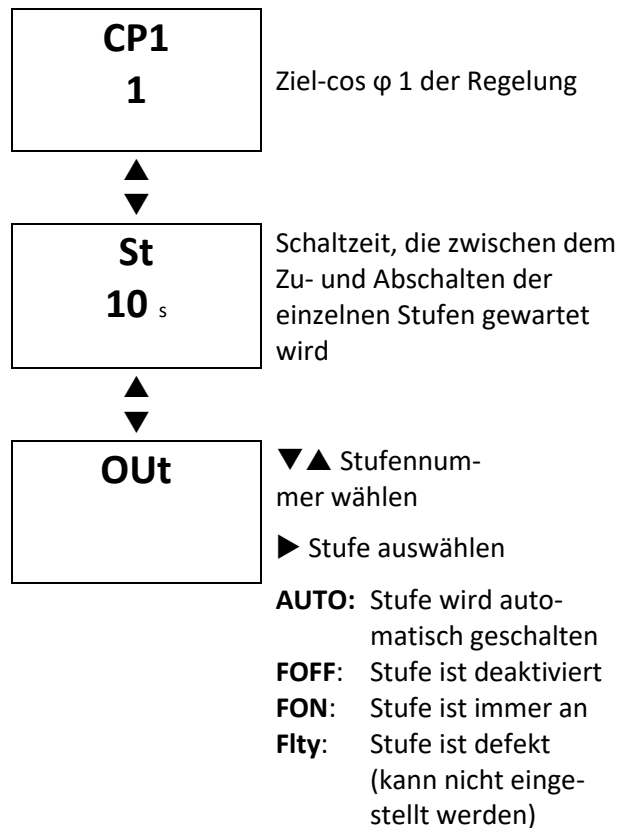 CP1
1
Ziel-cos φ 1 der Regelung
▲
▼
St
10 s
Schaltzeit, die zwischen dem
Zu- und Abschalten der
einzelnen Stufen gewartet
wird
▲
▼
OUt
▼▲ Stufennum-
mer wählen
▶ Stufe auswählen
AUTO: Stufe wird auto-
matisch geschalten
FOFF: Stufe ist deaktiviert
FON: Stufe ist immer an
Flty: Stufe ist defekt
(kann nicht einge-
stellt werden)